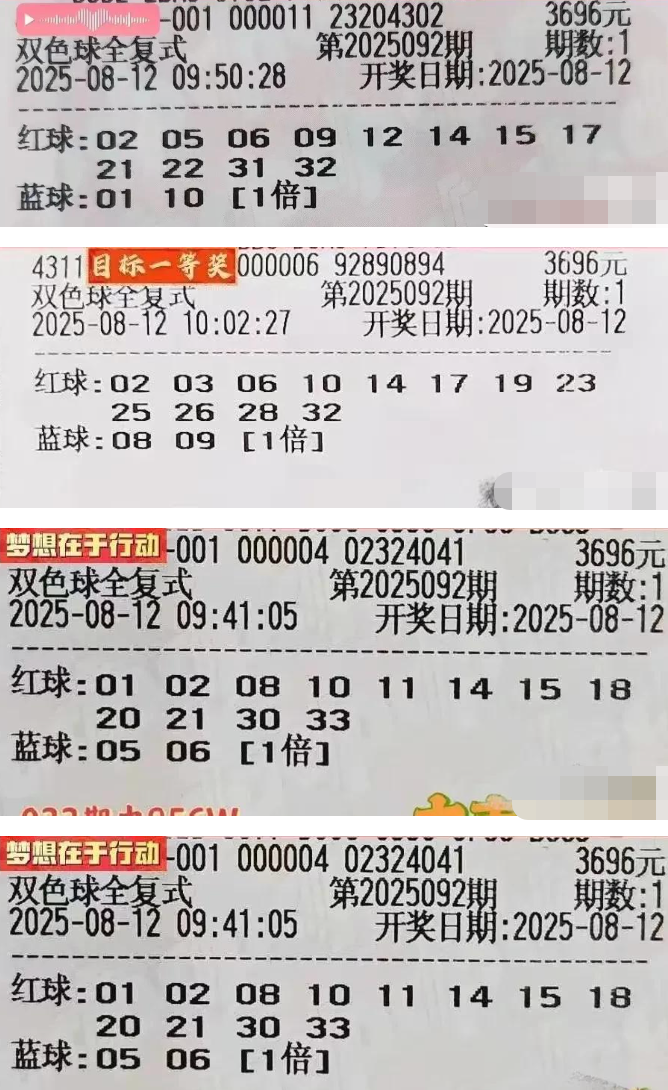 -001 000011 23204302 3696元
双色球全复式 第2025092期 期数:1
2025-08-12 09:50:28 开奖日期:2025-08-12
红球:02 05 06 09 12 14 15 17
21 22 31 32
蓝球:01 10 [1倍]
4311 目标一等奖 000006 92890894 3696元
双色球全复式 第2025092期 期数:1
2025-08-12 10:02:27 开奖日期:2025-08-12
红球:02 03 06 10 14 17 19 23
25 26 28 32
蓝球:08 09 [1倍]
梦想在于行动 -001 000004 02324041 3696元
双色球全复式 第2025092期 期数:1
2025-08-12 09:41:05 开奖日期:2025-08-12
红球:01 02 08 10 11 14 15 18
20 21 30 33
蓝球:05 06 [1倍]
梦想在于行动 -001 000004 02324041 3696元
双色球全复式 第2025092期 期数:1
2025-08-12 09:41:05 开奖日期:2025-08-12
红球:01 02 08 10 11 14 15 18
20 21 30 33
蓝球:05 06 [1倍]